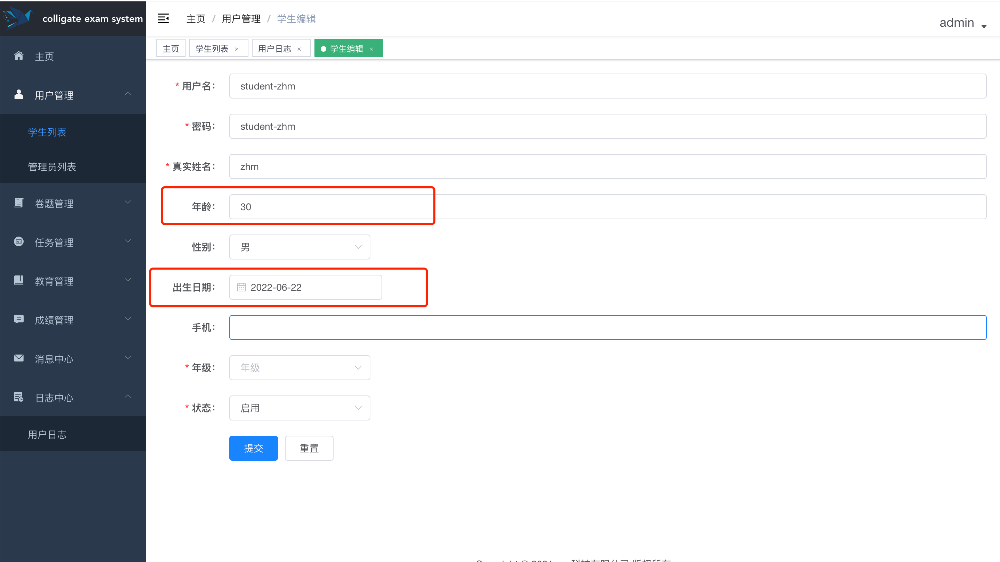 colligate exam system
主页 / 用户管理 / 学生编辑
admin
主页
学生列表 ×
用户日志 ×
学生编辑 ×
主页
用户管理
学生列表
管理员列表
卷题管理
任务管理
教育管理
成绩管理
消息中心
日志中心
用户日志
* 用户名： student-zhm
* 密码： student-zhm
* 真实姓名： zhm
年龄： 30
性别： 男
出生日期： 2022-06-22
手机：
* 年级： 年级
* 状态： 启用
提交 重置